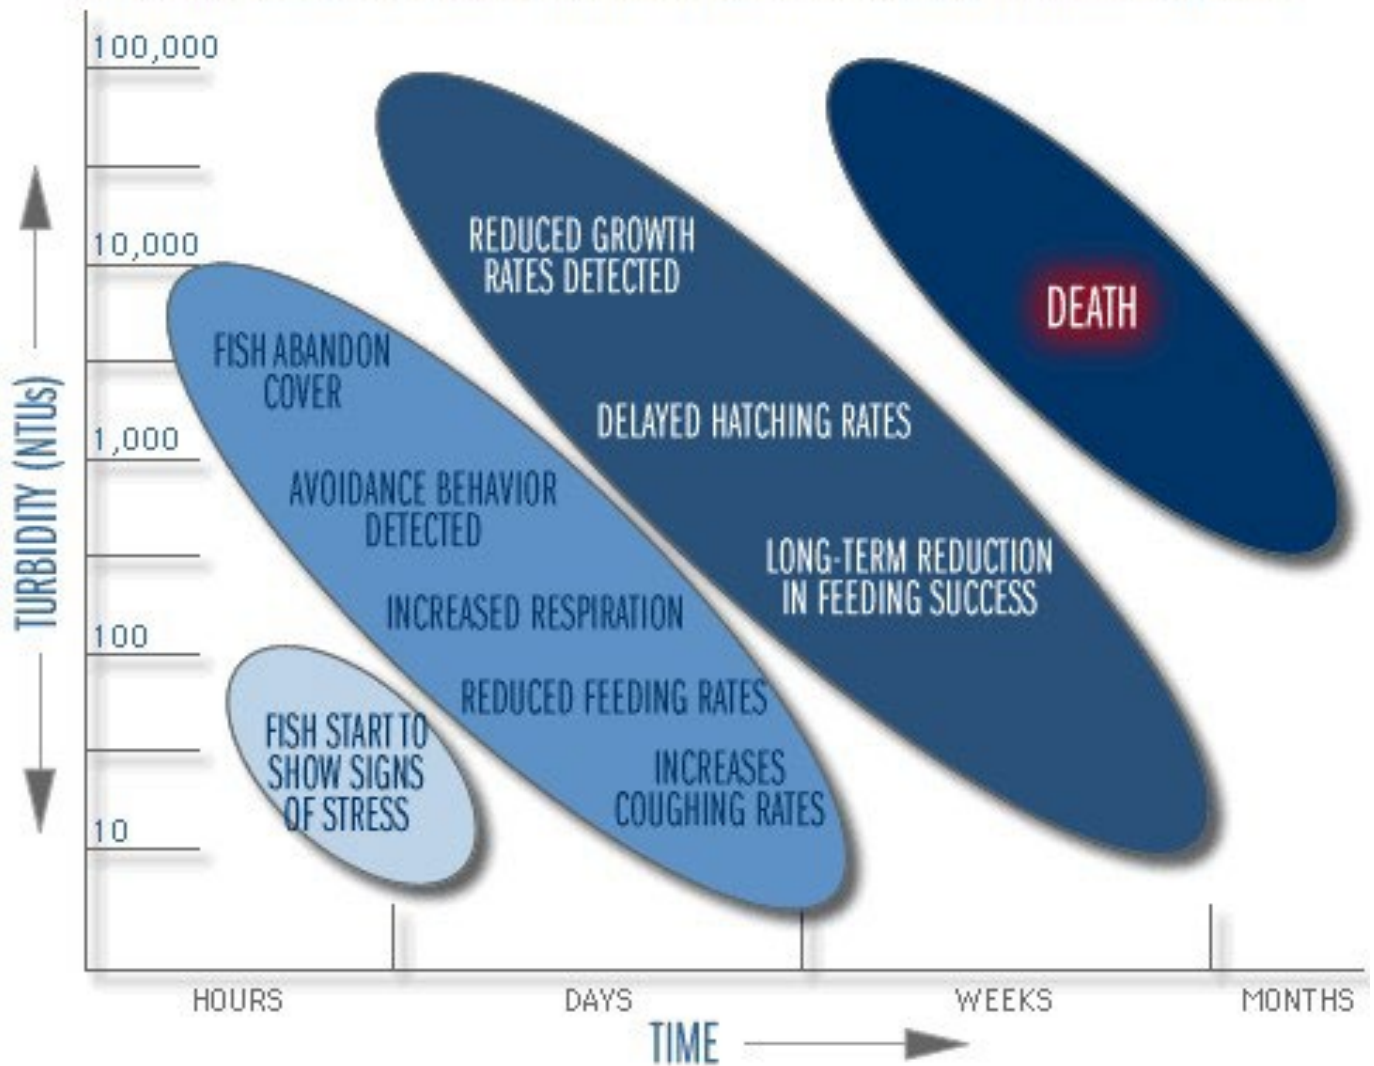 100,000
10,000
1,000
100
10
TURBIDITY (NTUs)
REDUCED GROWTH
RATES DETECTED
DEATH
FISH ABANDON
COVER
DELAYED HATCHING RATES
AVOIDANCE BEHAVIOR
DETECTED
LONG-TERM REDUCTION
IN FEEDING SUCCESS
INCREASED RESPIRATION
REDUCED FEEDING RATES
FISH START TO
SHOW SIGNS
OF STRESS
INCREASES
COUGHING RATES
HOURS
DAYS
WEEKS
MONTHS
TIME